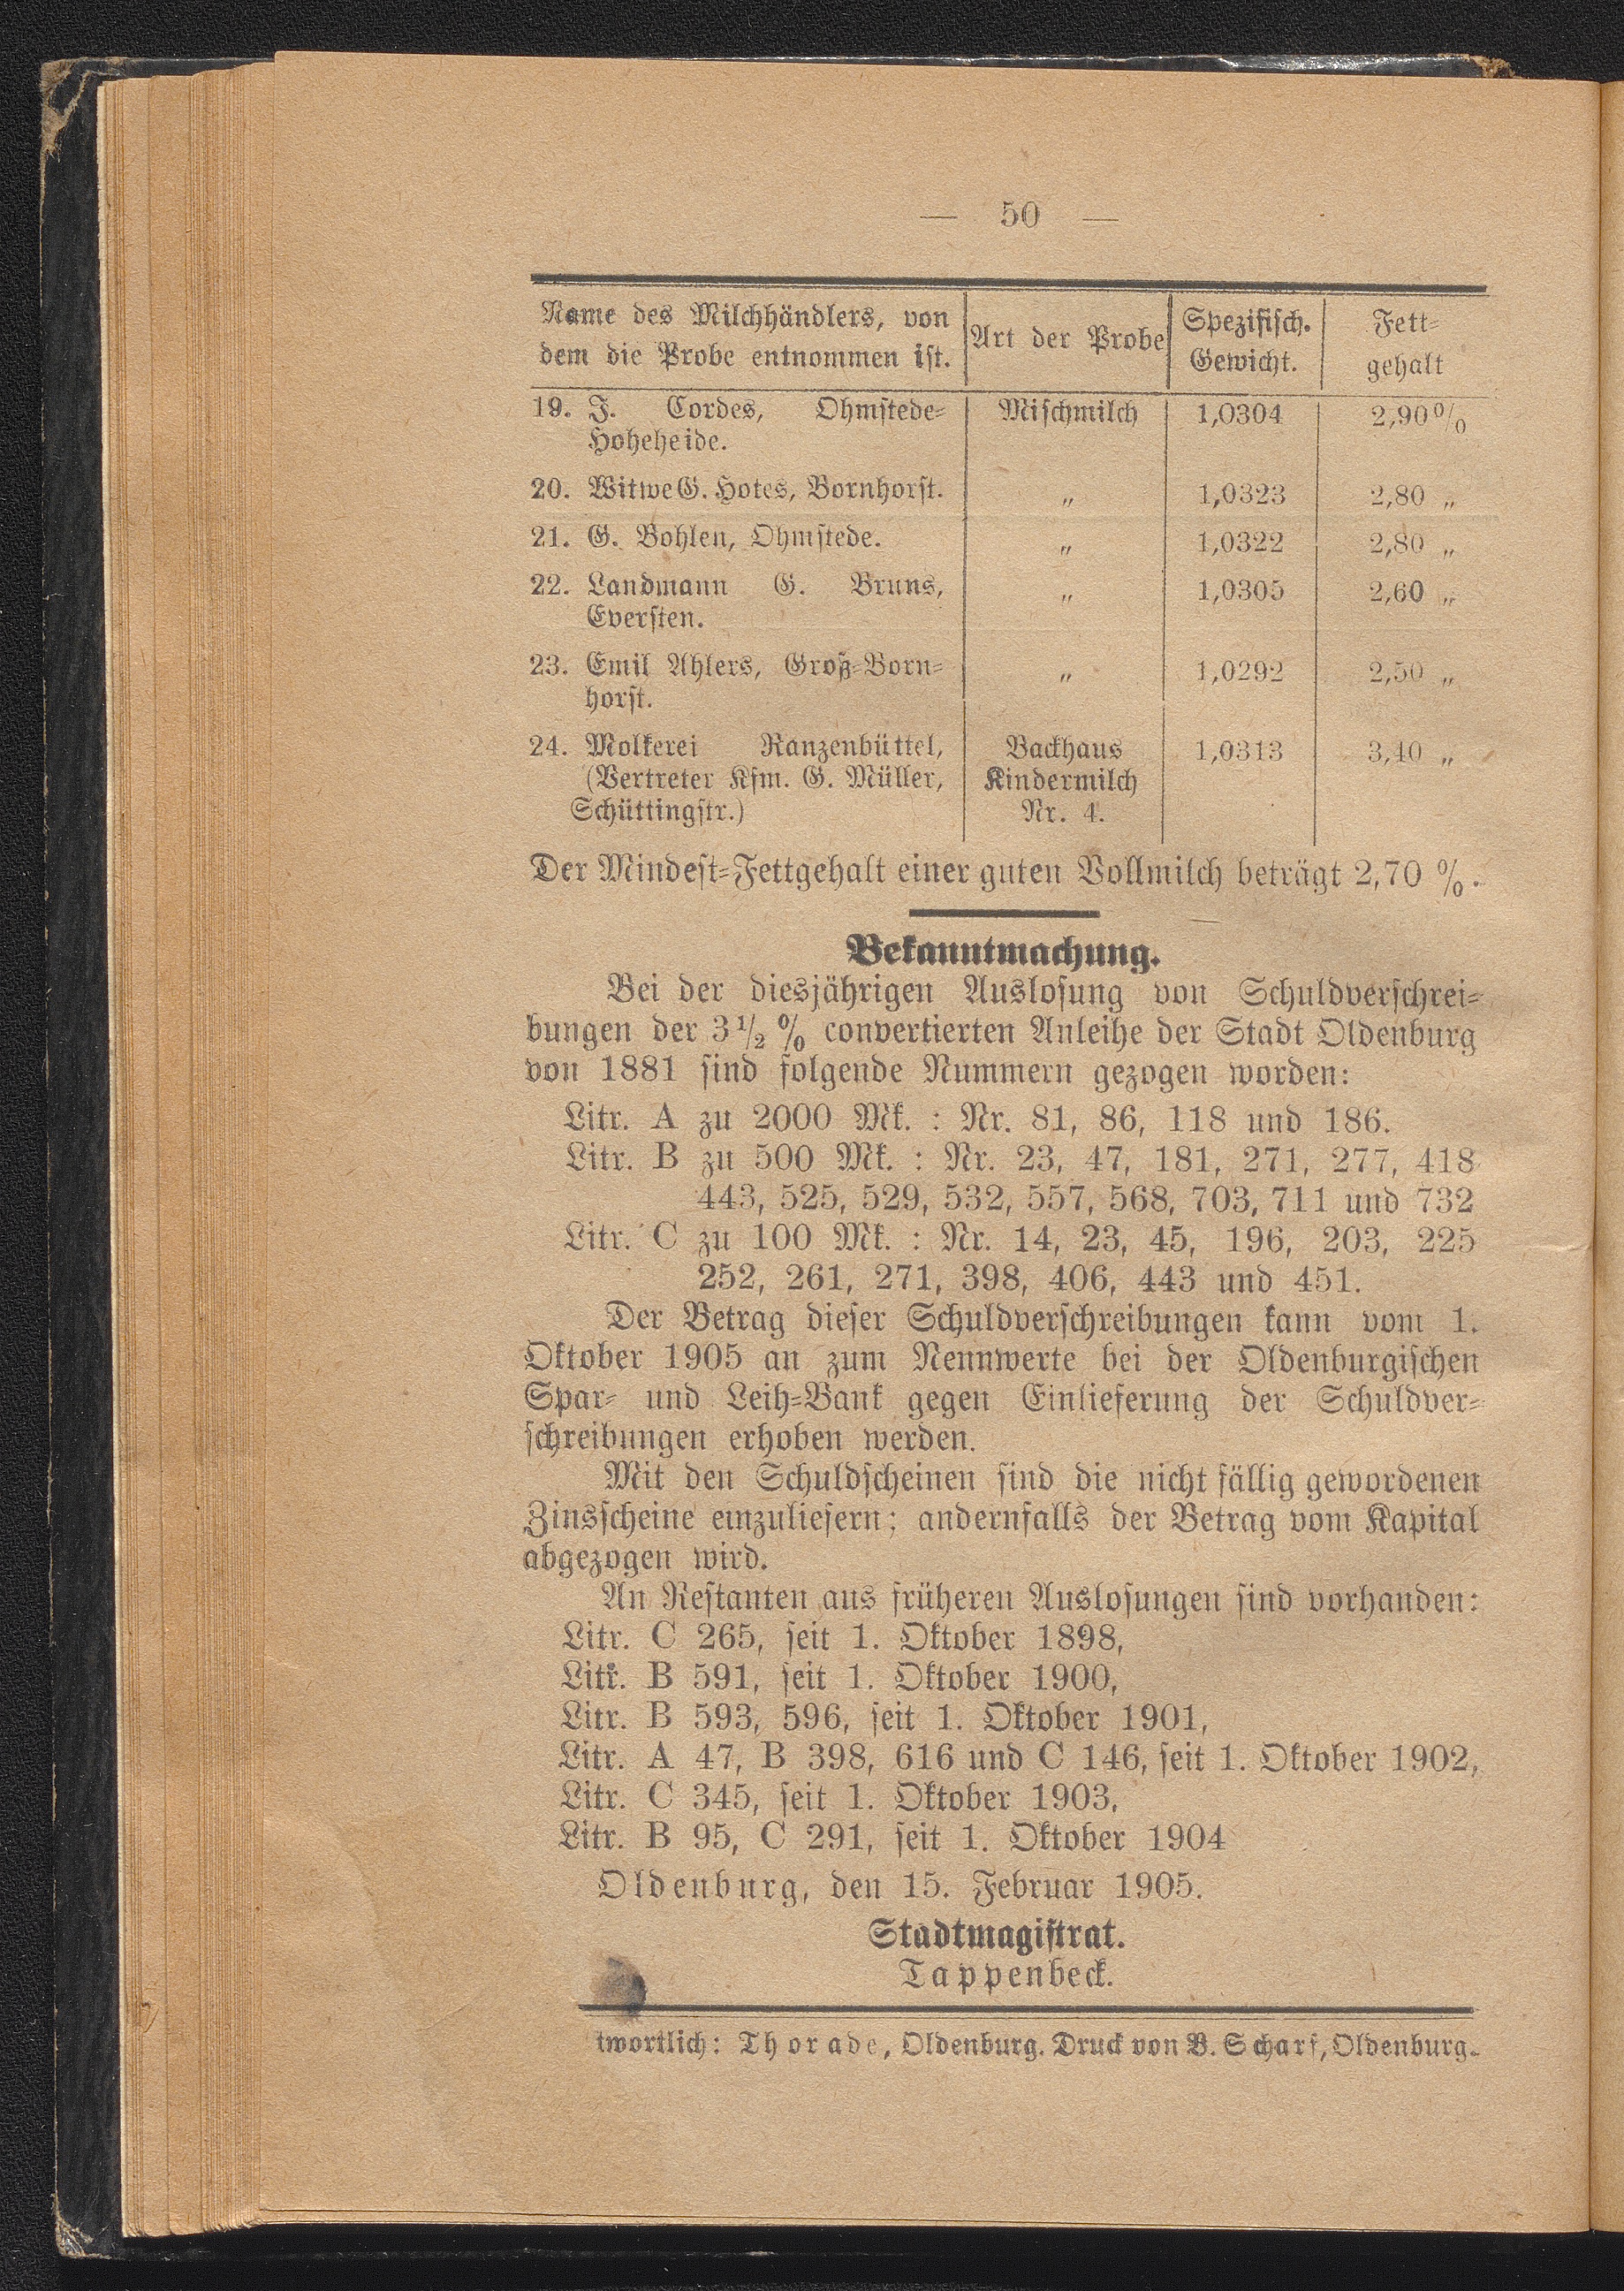 — 50 —
Name des Milchhändlers, von dem die Probe entnommen ist. | Art der Probe | Spezifisch. Gewicht. | Fett-gehalt
19. J. Cordes, Ohmstede- | Mischmilch | 1,0304 | 2,90 %
Hoheheide.
20. Witwe G. Hotes, Bornhorst. | „ | 1,0323 | 2,80 „
21. G. Bohlen, Ohmstede. | „ | 1,0322 | 2,80 „
22. Landmann G. Bruns, | „ | 1,0305 | 2,60 „
Eversten.
23. Emil Ahlers, Groß-Born- | „ | 1,0292 | 2,50 „
horst.
24. Molkerei Ranzenbüttel, | Backhaus | 1,0313 | 3,40 „
(Vertreter Kfm. G. Müller, | Kindermilch
Schüttingstr.) | Nr. 4.
Der Mindest-Fettgehalt einer guten Vollmilch beträgt 2,70 %.
Bekanntmachung.
Bei der diesjährigen Auslosung von Schuldverschrei-
bungen der 3 1/2 % convertierten Anleihe der Stadt Oldenburg
von 1881 sind folgende Nummern gezogen worden:
Litr. A zu 2000 Mk. : Nr. 81, 86, 118 und 186.
Litr. B zu 500 Mk. : Nr. 23, 47, 181, 271, 277, 418
443, 525, 529, 532, 557, 568, 703, 711 und 732
Litr. C zu 100 Mk. : Nr. 14, 23, 45, 196, 203, 225
252, 261, 271, 398, 406, 443 und 451.
Der Betrag dieser Schuldverschreibungen kann vom 1.
Oktober 1905 an zum Nennwerte bei der Oldenburgischen
Spar- und Leih-Bank gegen Einlieferung der Schuldver-
schreibungen erhoben werden.
Mit den Schuldscheinen sind die nicht fällig gewordenen
Zinsscheine einzuliefern; andernfalls der Betrag vom Kapital
abgezogen wird.
An Restanten aus früheren Auslosungen sind vorhanden:
Litr. C 265, seit 1. Oktober 1898,
Litr. B 591, seit 1. Oktober 1900,
Litr. B 593, 596, seit 1. Oktober 1901,
Litr. A 47, B 398, 616 und C 146, seit 1. Oktober 1902,
Litr. C 345, seit 1. Oktober 1903,
Litr. B 95, C 291, seit 1. Oktober 1904
Oldenburg, den 15. Februar 1905.
Stadtmagistrat.
Tappenbeck.
twortlich: Thorade, Oldenburg. Druck von B. Scharf, Oldenburg.